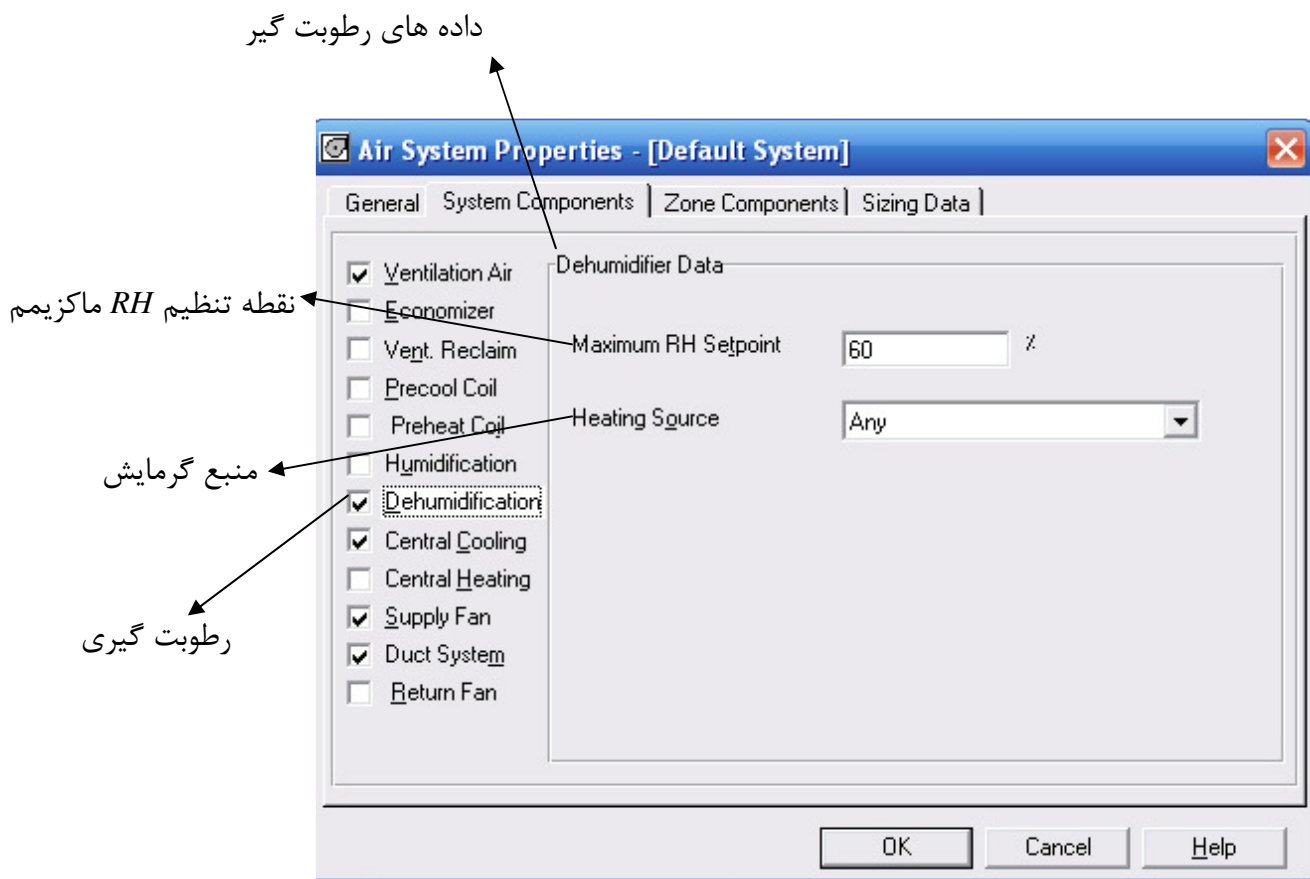 داده های رطوبت گیر
Air System Properties - [Default System]
General
System Components
Zone Components
Sizing Data
Ventilation Air
Economizer
Vent. Reclaim
Precool Coil
Preheat Coil
Humidification
Dehumidification
Central Cooling
Central Heating
Supply Fan
Duct System
Return Fan
Dehumidifier Data
Maximum RH Setpoint 60 %
Heating Source Any
نقطه تنظیم RH ماکزیمم
منبع گرمایش
رطوبت گیری
OK Cancel Help